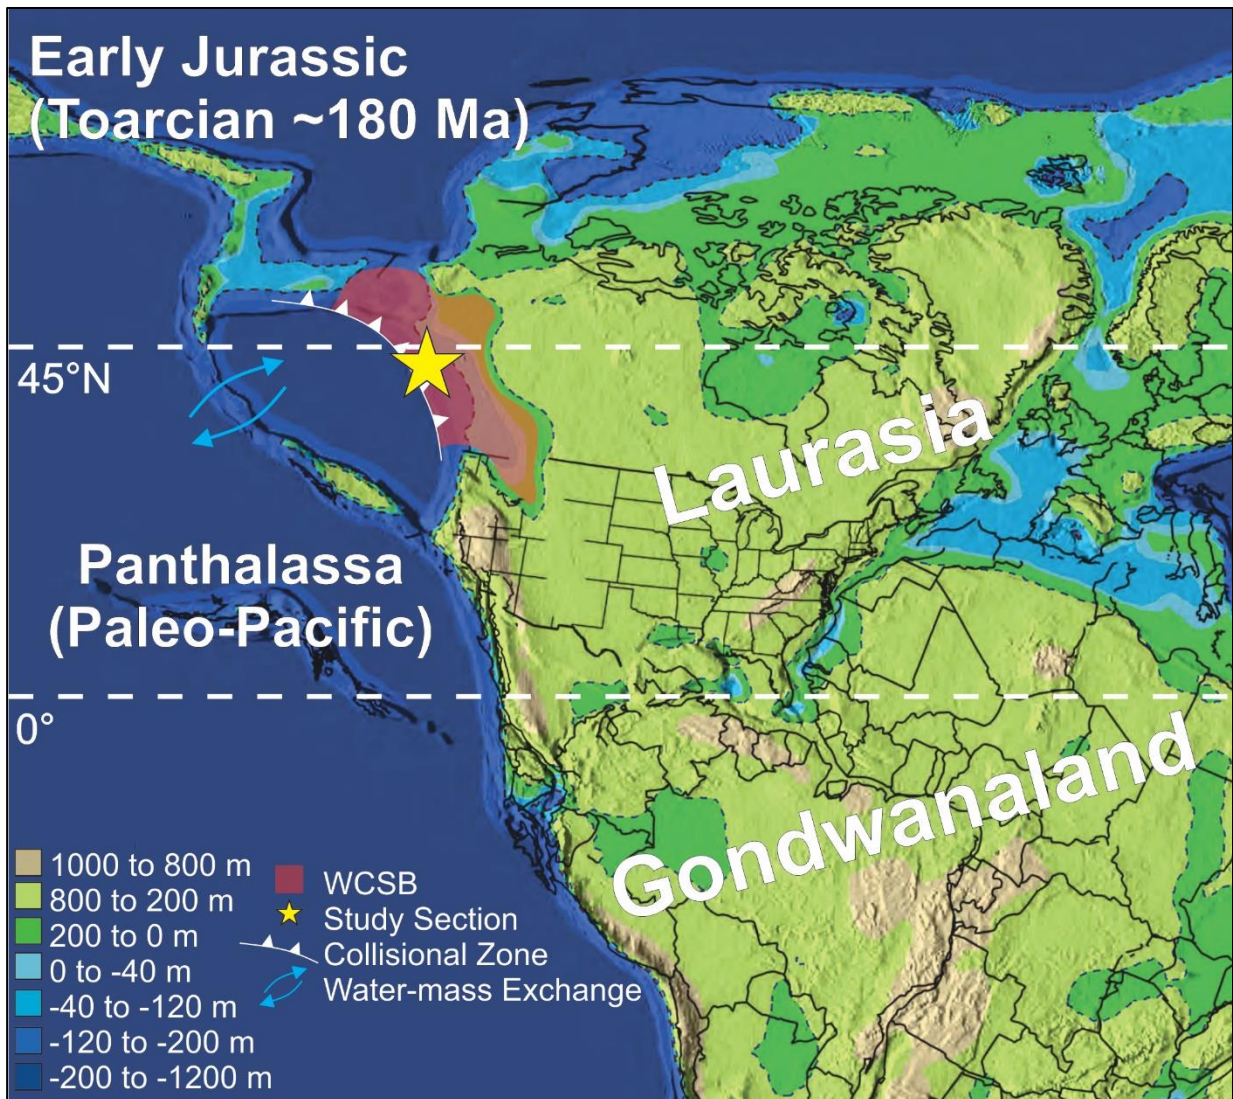 Early Jurassic
(Toarcian ~180 Ma)
45°N
Laurasia
Panthalassa
(Paleo-Pacific)
0°
Gondwanaland
1000 to 800 m
800 to 200 m
200 to 0 m
0 to -40 m
-40 to -120 m
-120 to -200 m
-200 to -1200 m
WCSB
Study Section
Collisional Zone
Water-mass Exchange